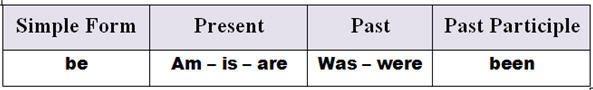 Simple Form Present Past Past Participle
be Am – is – are Was – were been